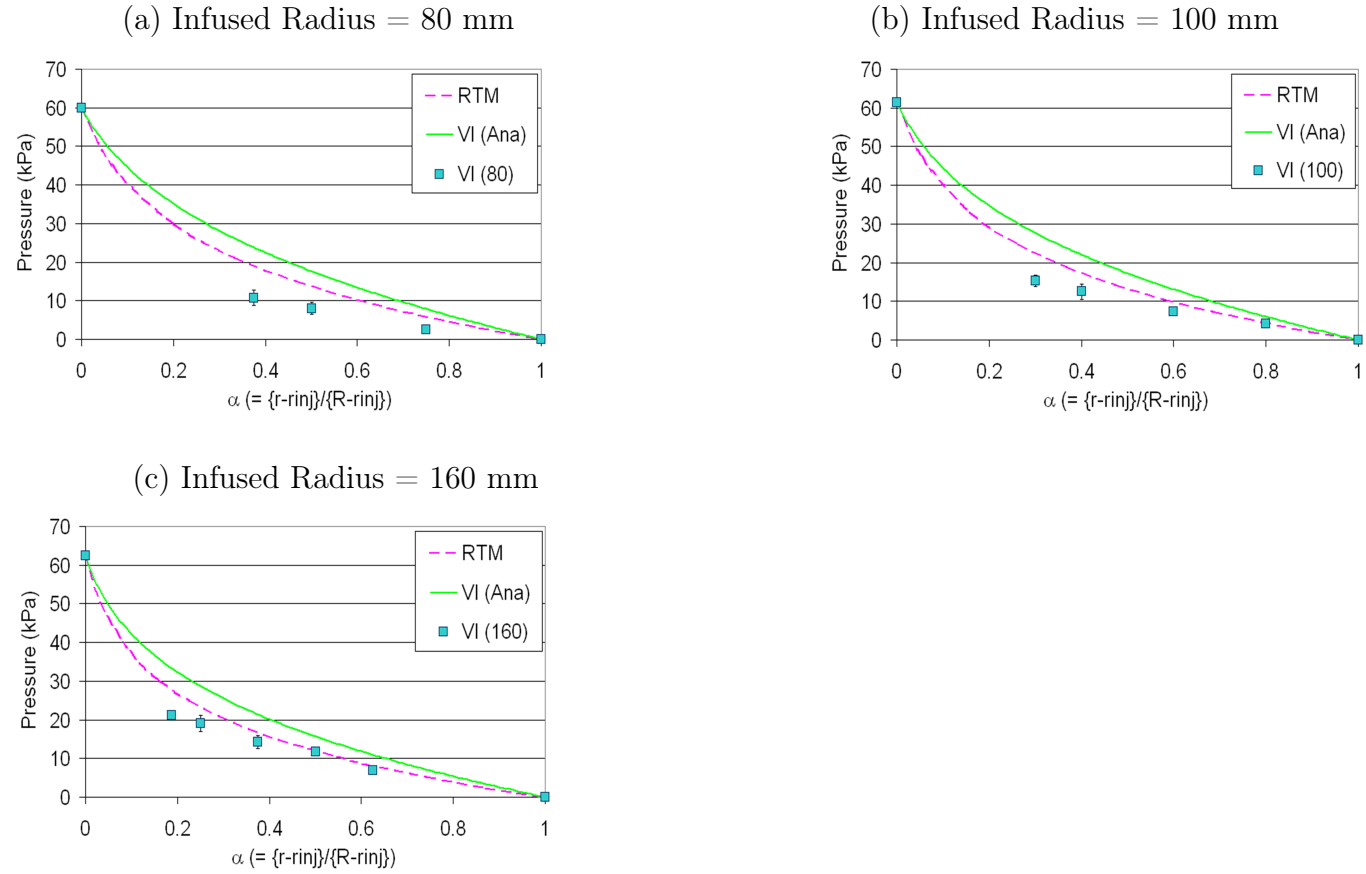 (a) Infused Radius = 80 mm
70
60
50
40
30
20
10
0
Pressure (kPa)
RTM
VI (Ana)
VI (80)
0 0.2 0.4 0.6 0.8 1
α (= {r-rinj}/{R-rinj})
(b) Infused Radius = 100 mm
70
60
50
40
30
20
10
0
Pressure (kPa)
RTM
VI (Ana)
VI (100)
0 0.2 0.4 0.6 0.8 1
α (= {r-rinj}/{R-rinj})
(c) Infused Radius = 160 mm
70
60
50
40
30
20
10
0
Pressure (kPa)
RTM
VI (Ana)
VI (160)
0 0.2 0.4 0.6 0.8 1
α (= {r-rinj}/{R-rinj})